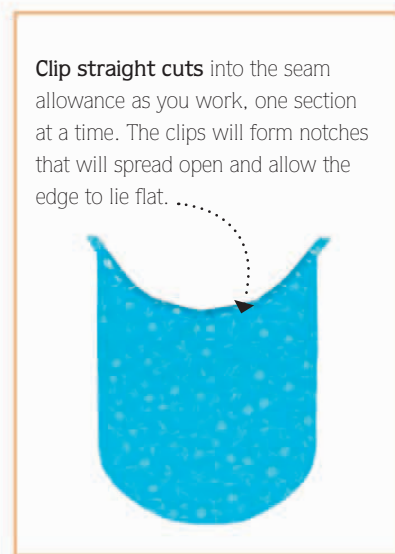 Clip straight cuts into the seam
allowance as you work, one section
at a time. The clips will form notches
that will spread open and allow the
edge to lie flat.